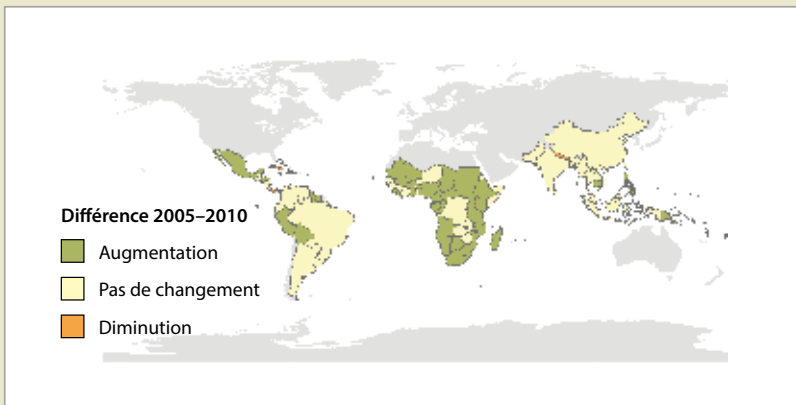 Différence 2005–2010
Augmentation
Pas de changement
Diminution